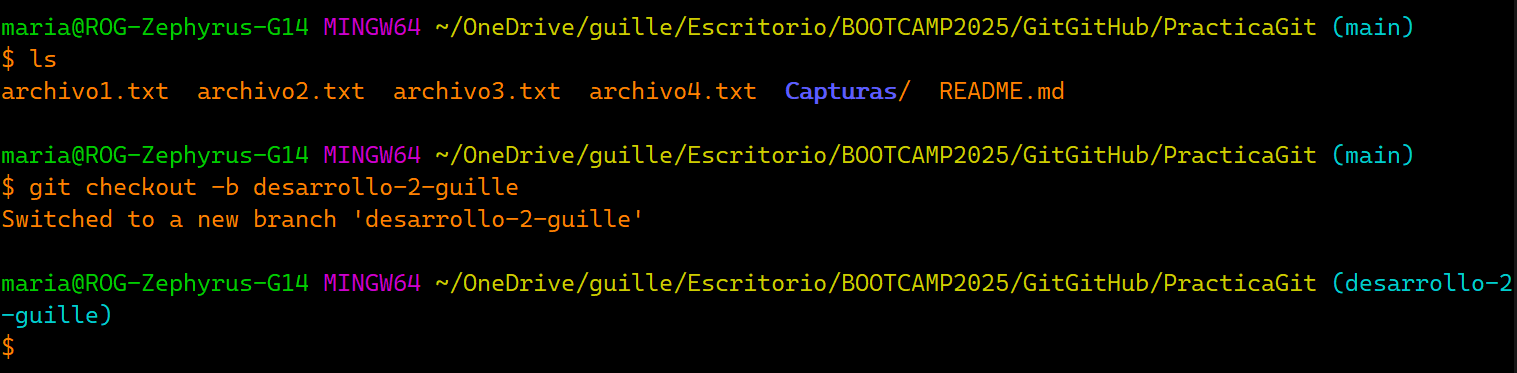 maria@ROG-Zephyrus-G14 MINGW64 ~/OneDrive/guille/Escritorio/BOOTCAMP2025/GitGitHub/PracticaGit (main)
$ ls
archivo1.txt  archivo2.txt  archivo3.txt  archivo4.txt  Capturas/  README.md
maria@ROG-Zephyrus-G14 MINGW64 ~/OneDrive/guille/Escritorio/BOOTCAMP2025/GitGitHub/PracticaGit (main)
$ git checkout -b desarrollo-2-guille
Switched to a new branch 'desarrollo-2-guille'
maria@ROG-Zephyrus-G14 MINGW64 ~/OneDrive/guille/Escritorio/BOOTCAMP2025/GitGitHub/PracticaGit (desarrollo-2
-guille)
$